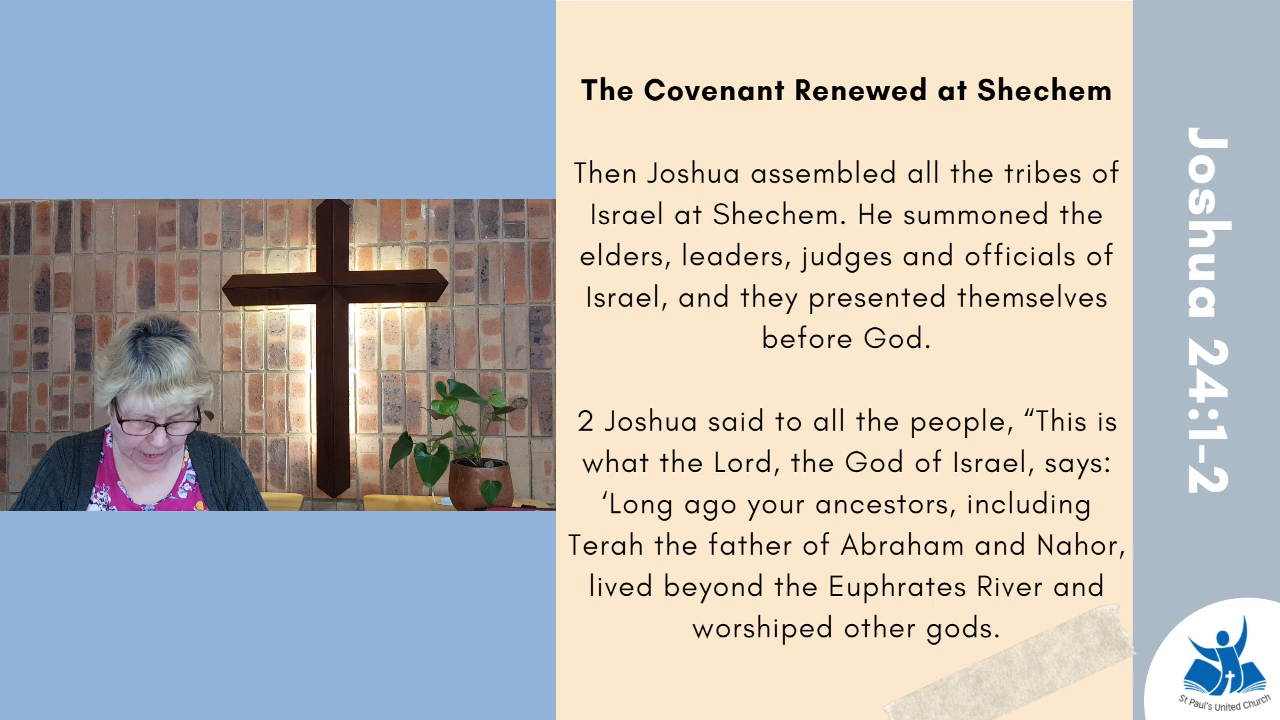 The Covenant Renewed at Shechem
Then Joshua assembled all the tribes of
Israel at Shechem. He summoned the
elders, leaders, judges and officials of
Israel, and they presented themselves
before God.
2 Joshua said to all the people, “This is
what the Lord, the God of Israel, says:
‘Long ago your ancestors, including
Terah the father of Abraham and Nahor,
lived beyond the Euphrates River and
worshiped other gods.
Joshua 24:1-2
St Paul's United Church